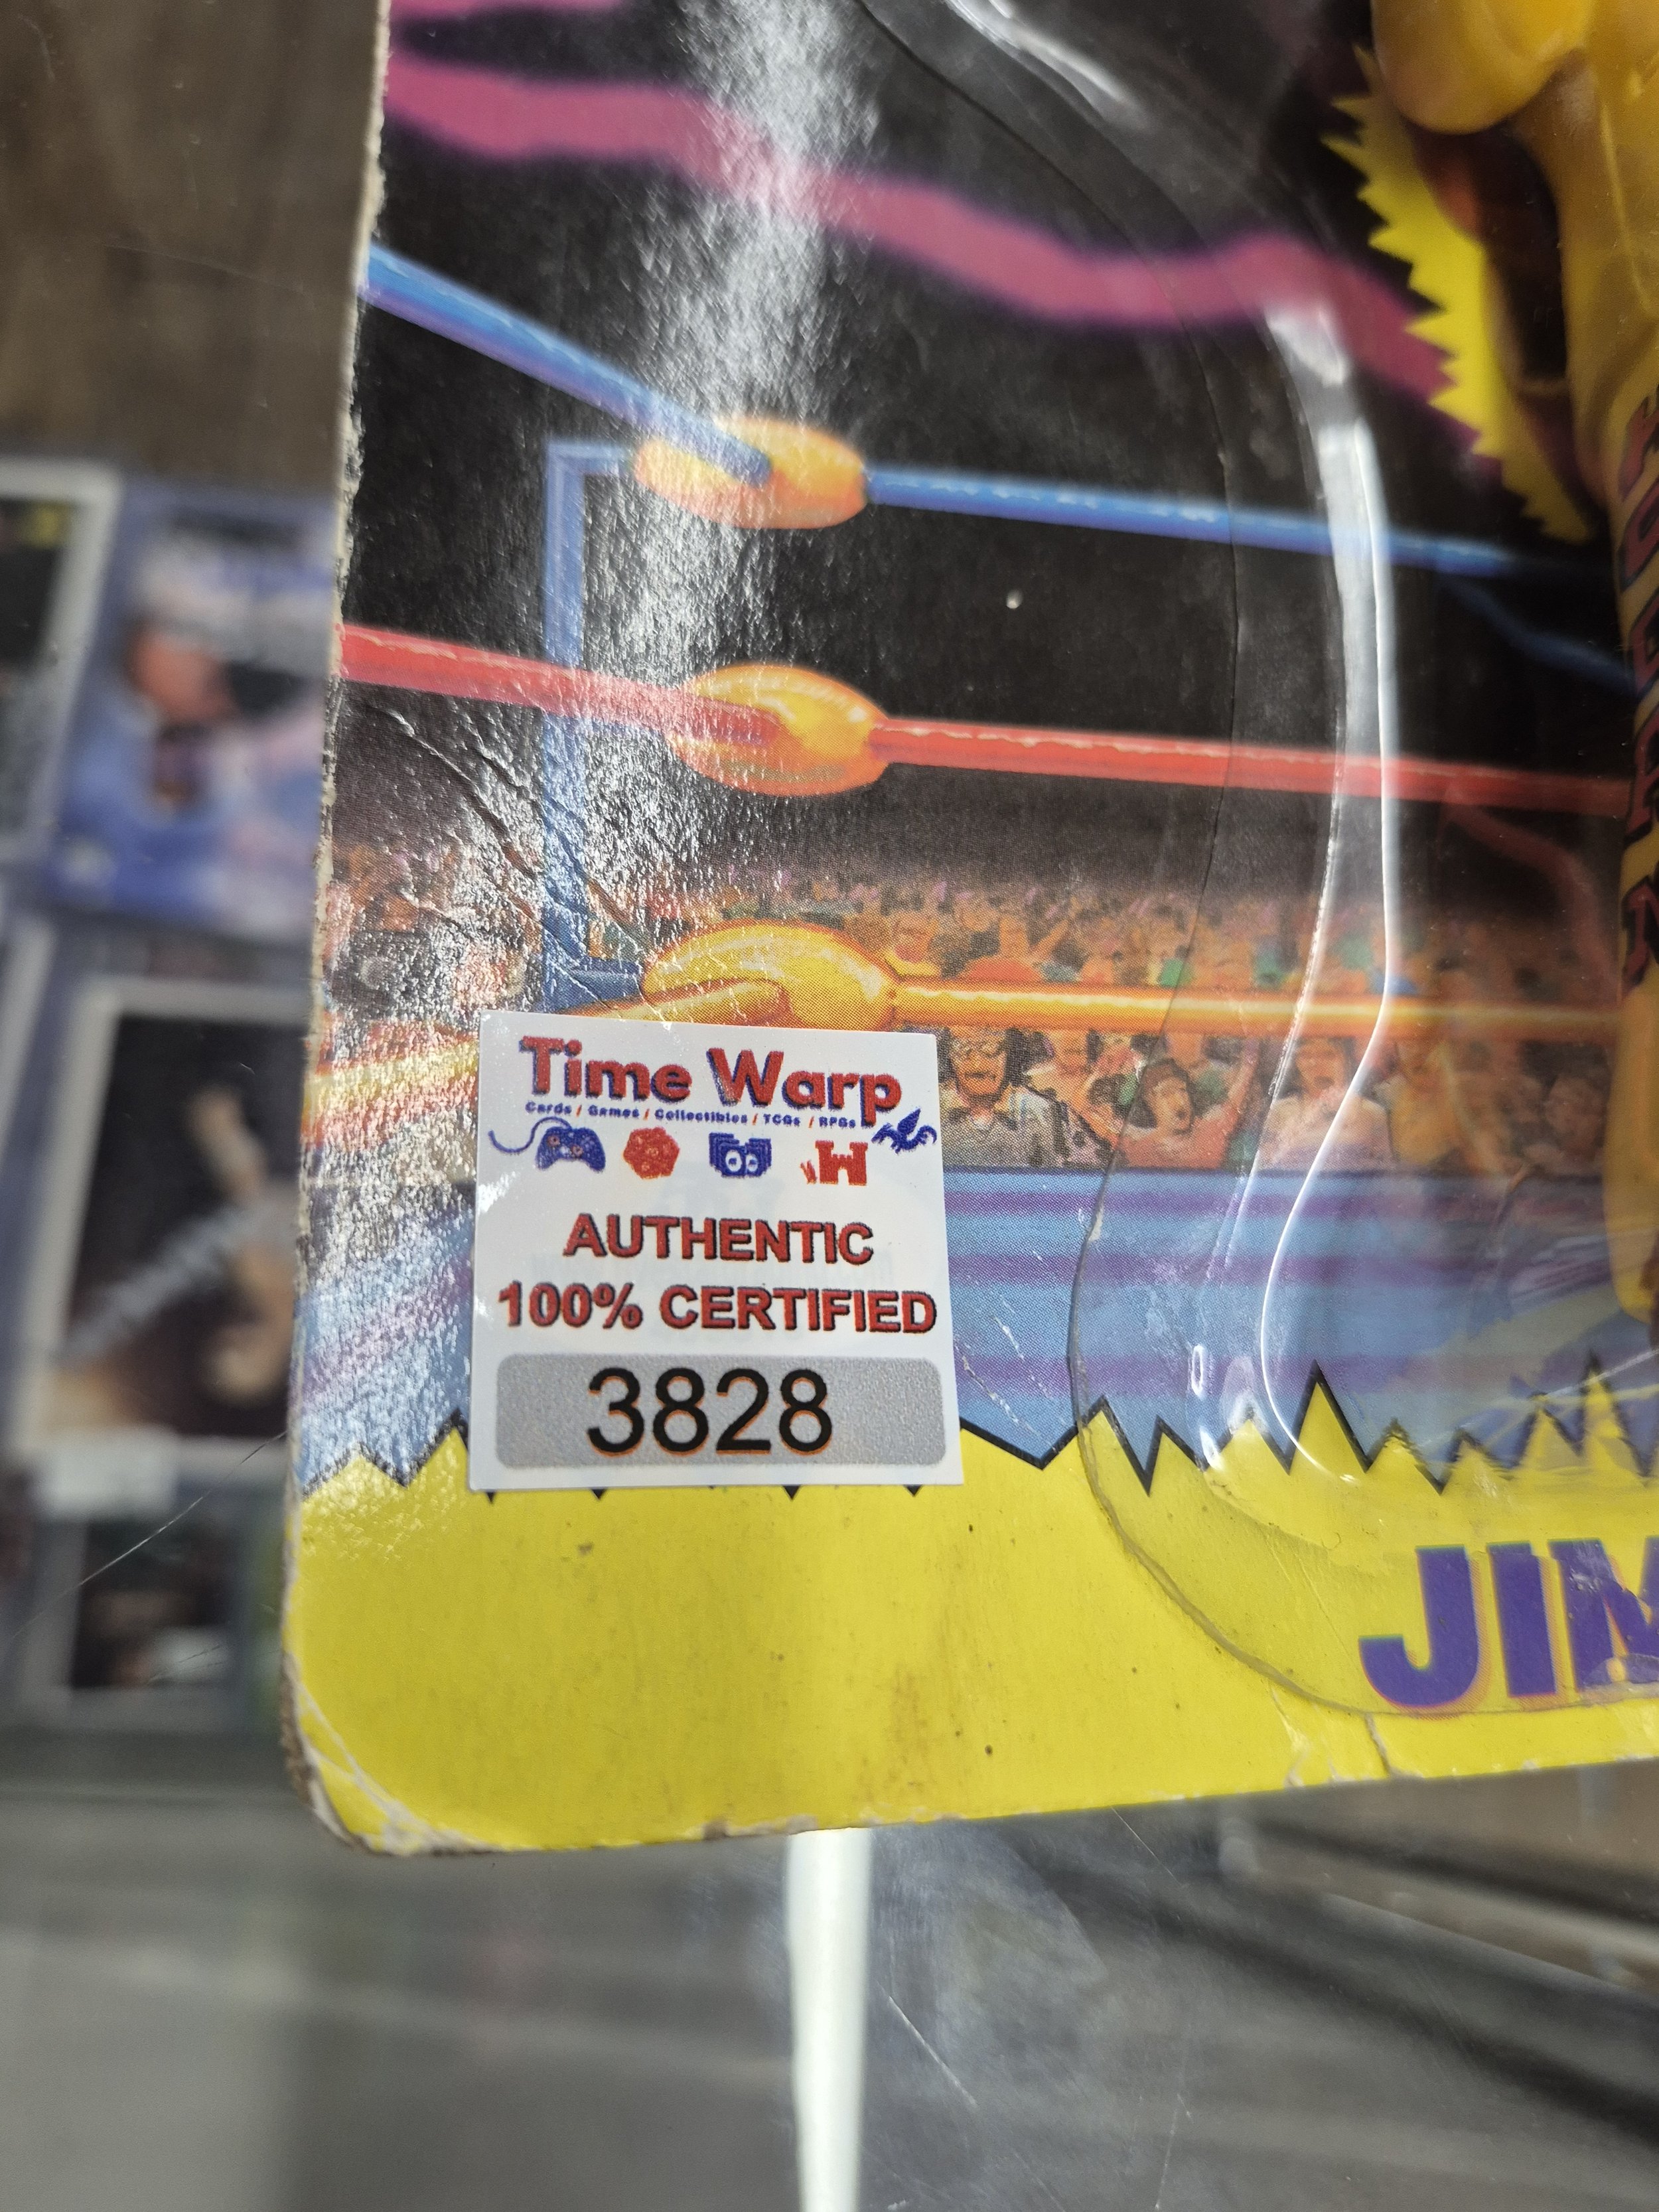 Time Warp
Cards / Games / Collectibles / TCGs / RPGs
AUTHENTIC
100% CERTIFIED
3828
JIM